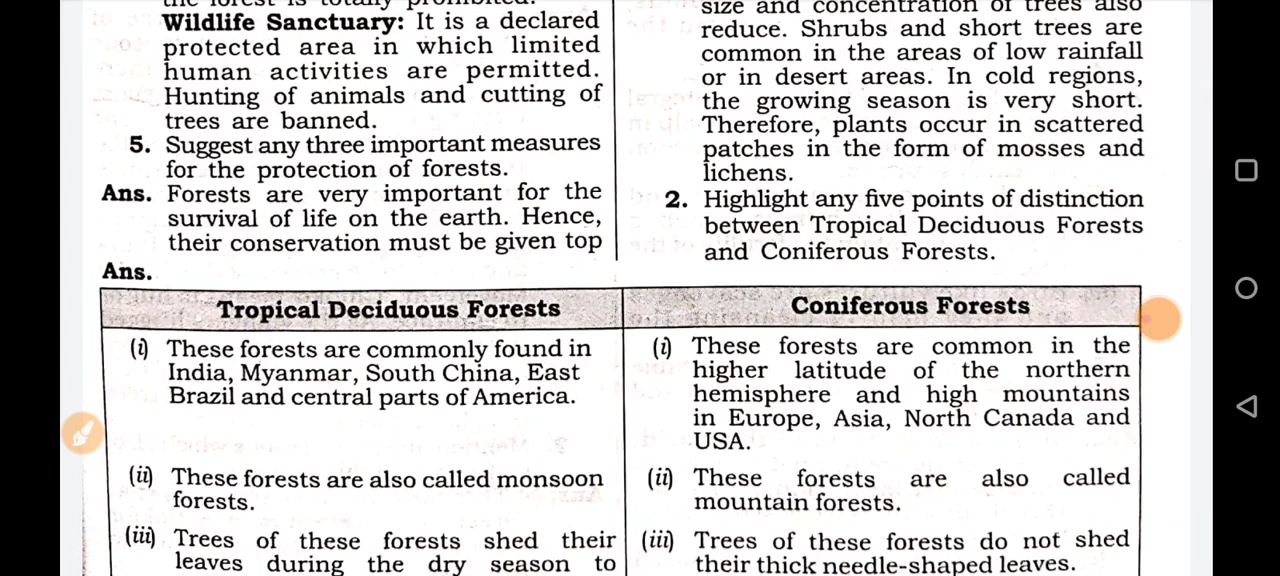 Wildlife Sanctuary: It is a declared
protected area in which limited
human activities are permitted.
Hunting of animals and cutting of
trees are banned.
5. Suggest any three important measures
for the protection of forests.
Ans. Forests are very important for the
survival of life on the earth. Hence,
their conservation must be given top
size and concentration of trees also
reduce. Shrubs and short trees are
common in the areas of low rainfall
or in desert areas. In cold regions,
the growing season is very short.
Therefore, plants occur in scattered
patches in the form of mosses and
lichens.
2. Highlight any five points of distinction
between Tropical Deciduous Forests
and Coniferous Forests.
Ans.
Tropical Deciduous Forests
(i) These forests are commonly found in
India, Myanmar, South China, East
Brazil and central parts of America.
(ii) These forests are also called monsoon
forests.
(iii) Trees of these forests shed their
leaves during the dry season to
Coniferous Forests
(i) These forests are common in the
higher latitude of the northern
hemisphere and high mountains
in Europe, Asia, North Canada and
USA.
(ii) These forests are also called
mountain forests.
(iii) Trees of these forests do not shed
their thick needle-shaped leaves.